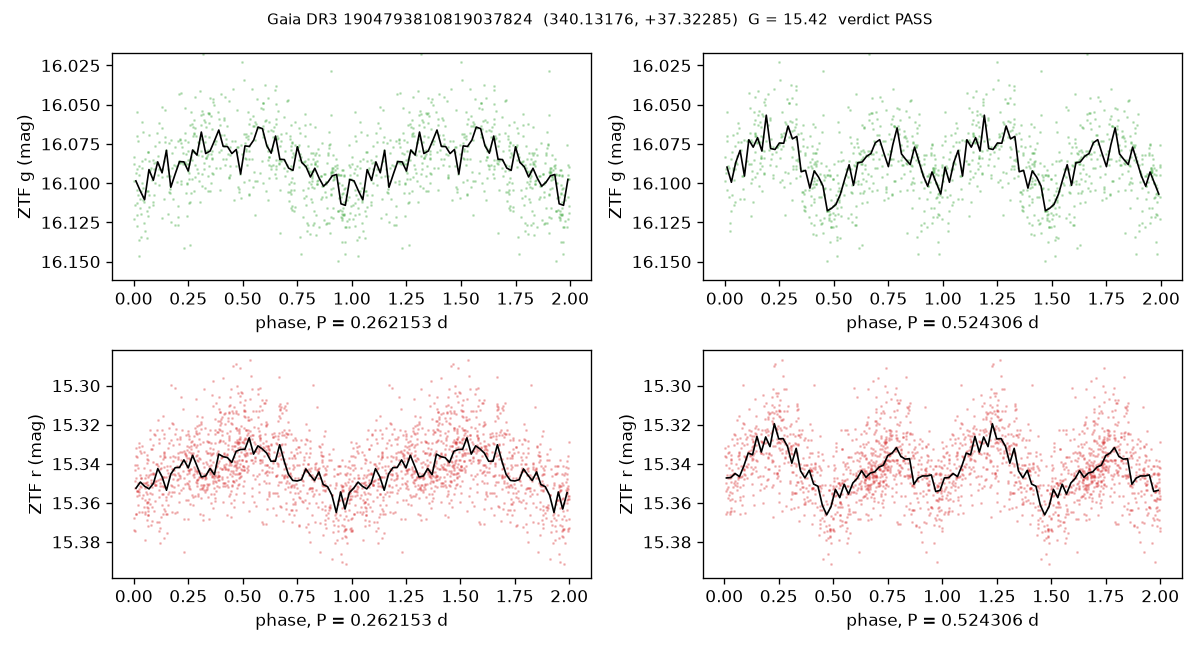 Gaia DR3 1904793810819037824 (340.13176, +37.32285) G = 15.42 verdict PASS
ZTF g (mag)
16.025
16.050
16.075
16.100
16.125
16.150
0.00 0.25 0.50 0.75 1.00 1.25 1.50 1.75 2.00
phase, P = 0.262153 d
ZTF g (mag)
16.025
16.050
16.075
16.100
16.125
16.150
0.00 0.25 0.50 0.75 1.00 1.25 1.50 1.75 2.00
phase, P = 0.524306 d
ZTF r (mag)
15.30
15.32
15.34
15.36
15.38
0.00 0.25 0.50 0.75 1.00 1.25 1.50 1.75 2.00
phase, P = 0.262153 d
ZTF r (mag)
15.30
15.32
15.34
15.36
15.38
0.00 0.25 0.50 0.75 1.00 1.25 1.50 1.75 2.00
phase, P = 0.524306 d